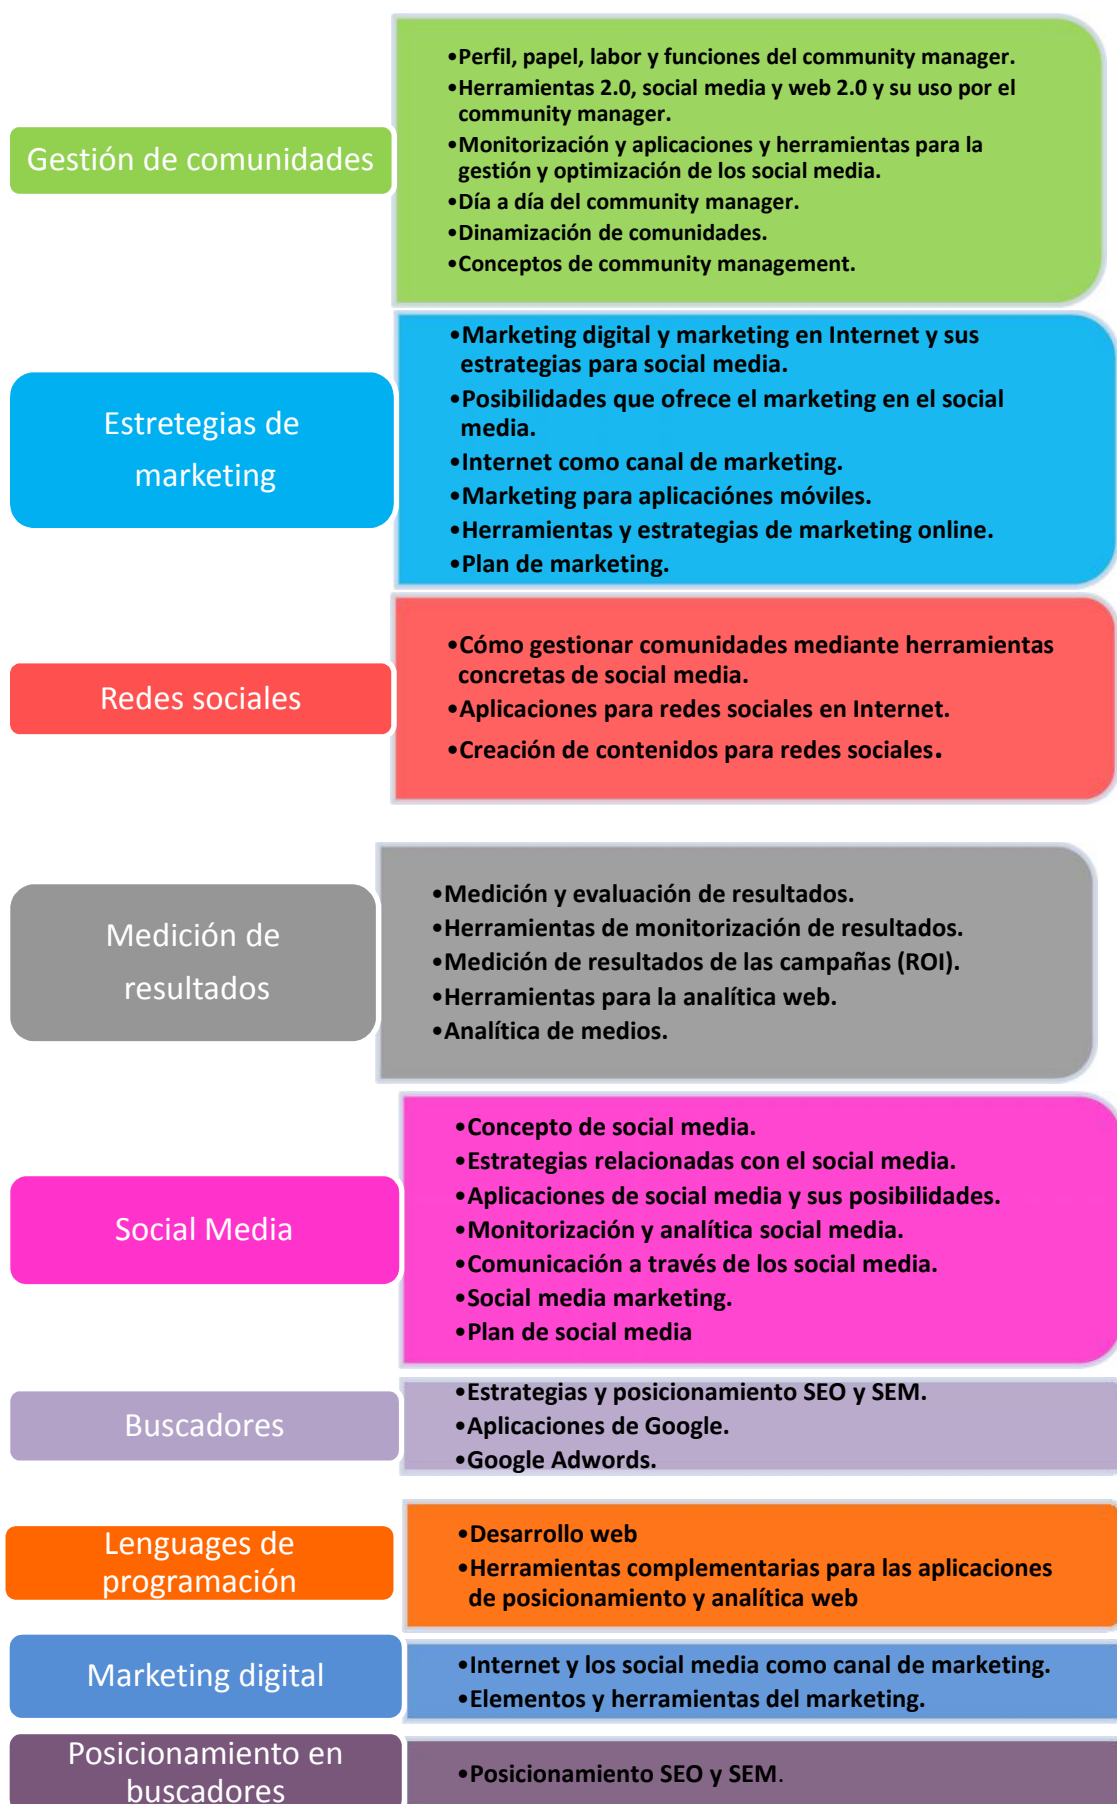 Gestión de comunidades
•Perfil, papel, labor y funciones del community manager.
•Herramientas 2.0, social media y web 2.0 y su uso por el
community manager.
•Monitorización y aplicaciones y herramientas para la
gestión y optimización de los social media.
•Día a día del community manager.
•Dinamización de comunidades.
•Conceptos de community management.
Estretegias de
marketing
•Marketing digital y marketing en Internet y sus
estrategias para social media.
•Posibilidades que ofrece el marketing en el social
media.
•Internet como canal de marketing.
•Marketing para aplicaciónes móviles.
•Herramientas y estrategias de marketing online.
•Plan de marketing.
Redes sociales
•Cómo gestionar comunidades mediante herramientas
concretas de social media.
•Aplicaciones para redes sociales en Internet.
•Creación de contenidos para redes sociales.
Medición de
resultados
•Medición y evaluación de resultados.
•Herramientas de monitorización de resultados.
•Medición de resultados de las campañas (ROI).
•Herramientas para la analítica web.
•Analítica de medios.
Social Media
•Concepto de social media.
•Estrategias relacionadas con el social media.
•Aplicaciones de social media y sus posibilidades.
•Monitorización y analítica social media.
•Comunicación a través de los social media.
•Social media marketing.
•Plan de social media
Buscadores
•Estrategias y posicionamiento SEO y SEM.
•Aplicaciones de Google.
•Google Adwords.
Lenguages de
programación
•Desarrollo web
•Herramientas complementarias para las aplicaciones
de posicionamiento y analítica web
Marketing digital
•Internet y los social media como canal de marketing.
•Elementos y herramientas del marketing.
Posicionamiento en
buscadores
•Posicionamiento SEO y SEM.